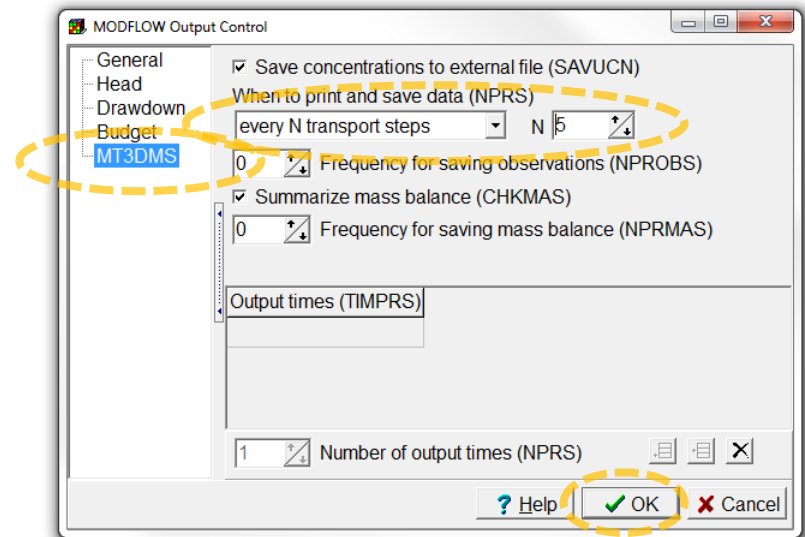 MODFLOW Output Control
General
Head
Drawdown
Budget
MT3DMS
Save concentrations to external file (SAVUCN)
When to print and save data (NPRS)
every N transport steps N 5
0 Frequency for saving observations (NPROBS)
Summarize mass balance (CHKMAS)
0 Frequency for saving mass balance (NPRMAS)
Output times (TIMPRS)
1 Number of output times (NPRS)
? Help OK Cancel